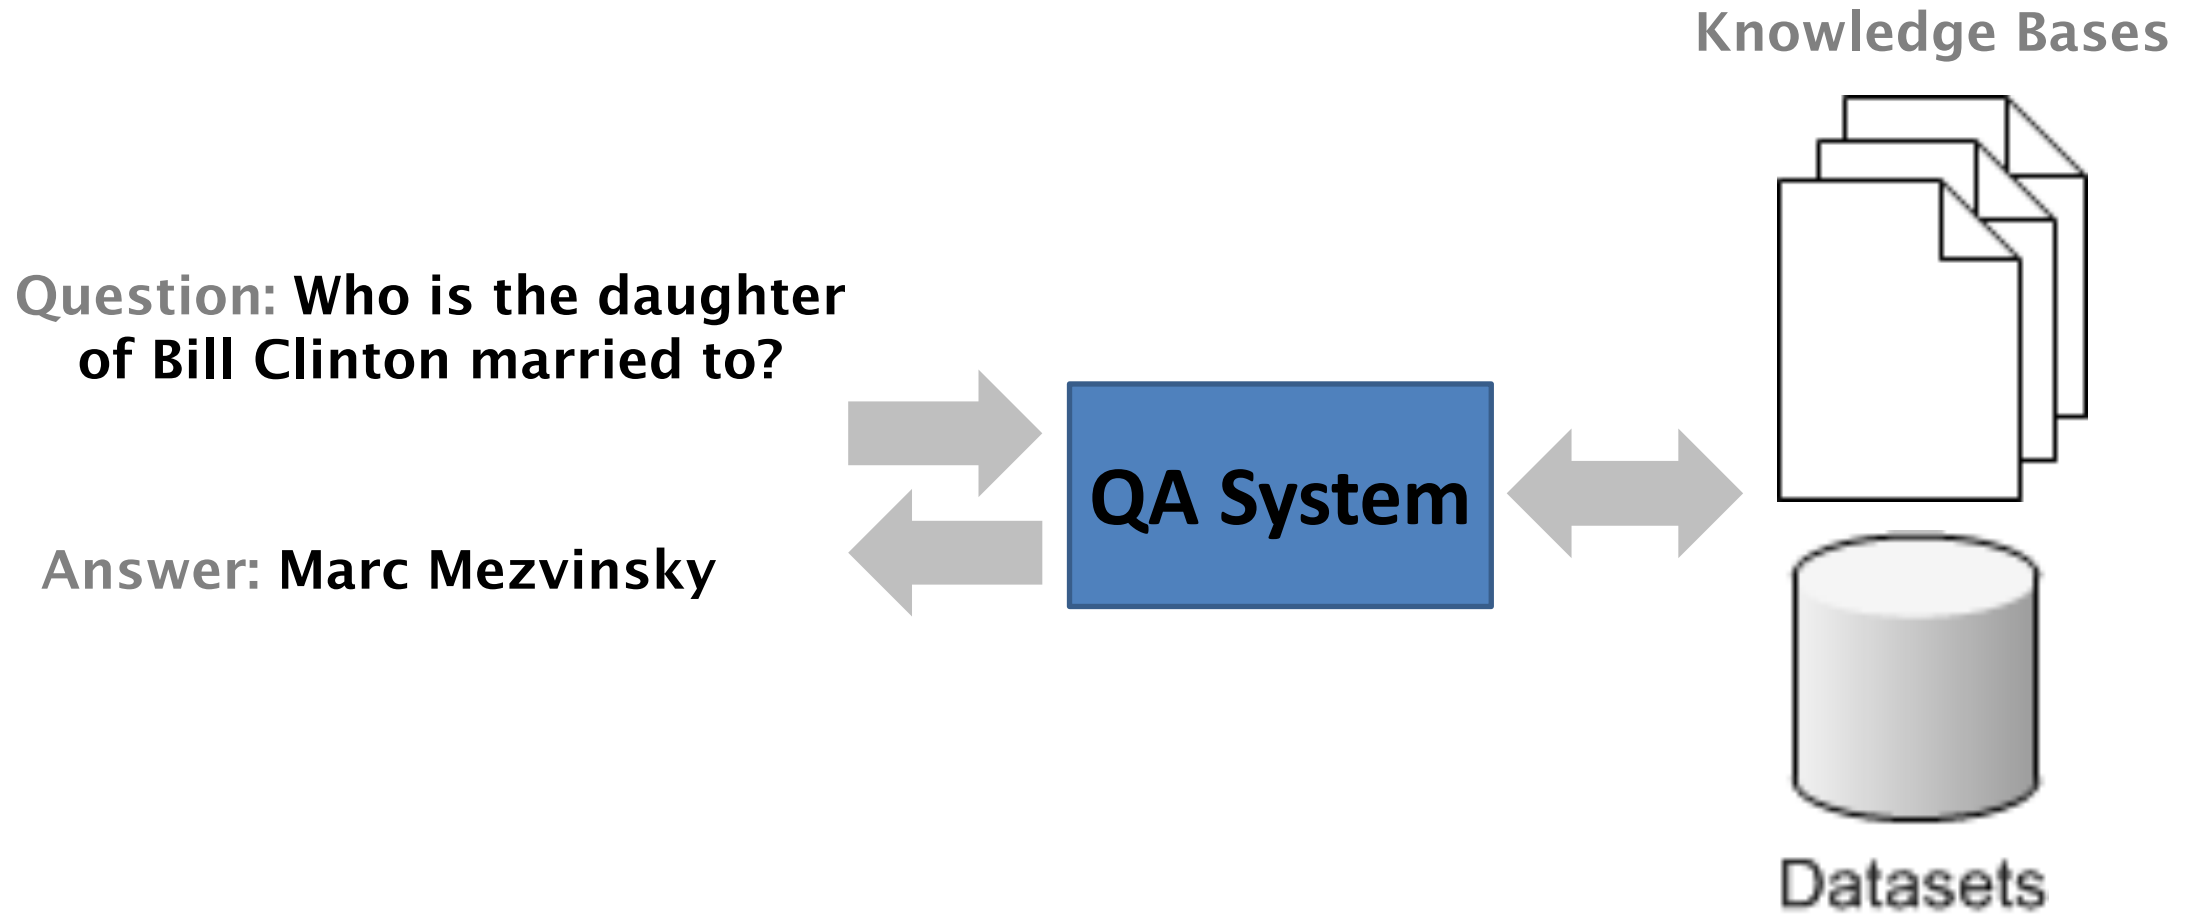 Knowledge Bases
Question: Who is the daughter
of Bill Clinton married to?
QA System
Answer: Marc Mezvinsky
Datasets